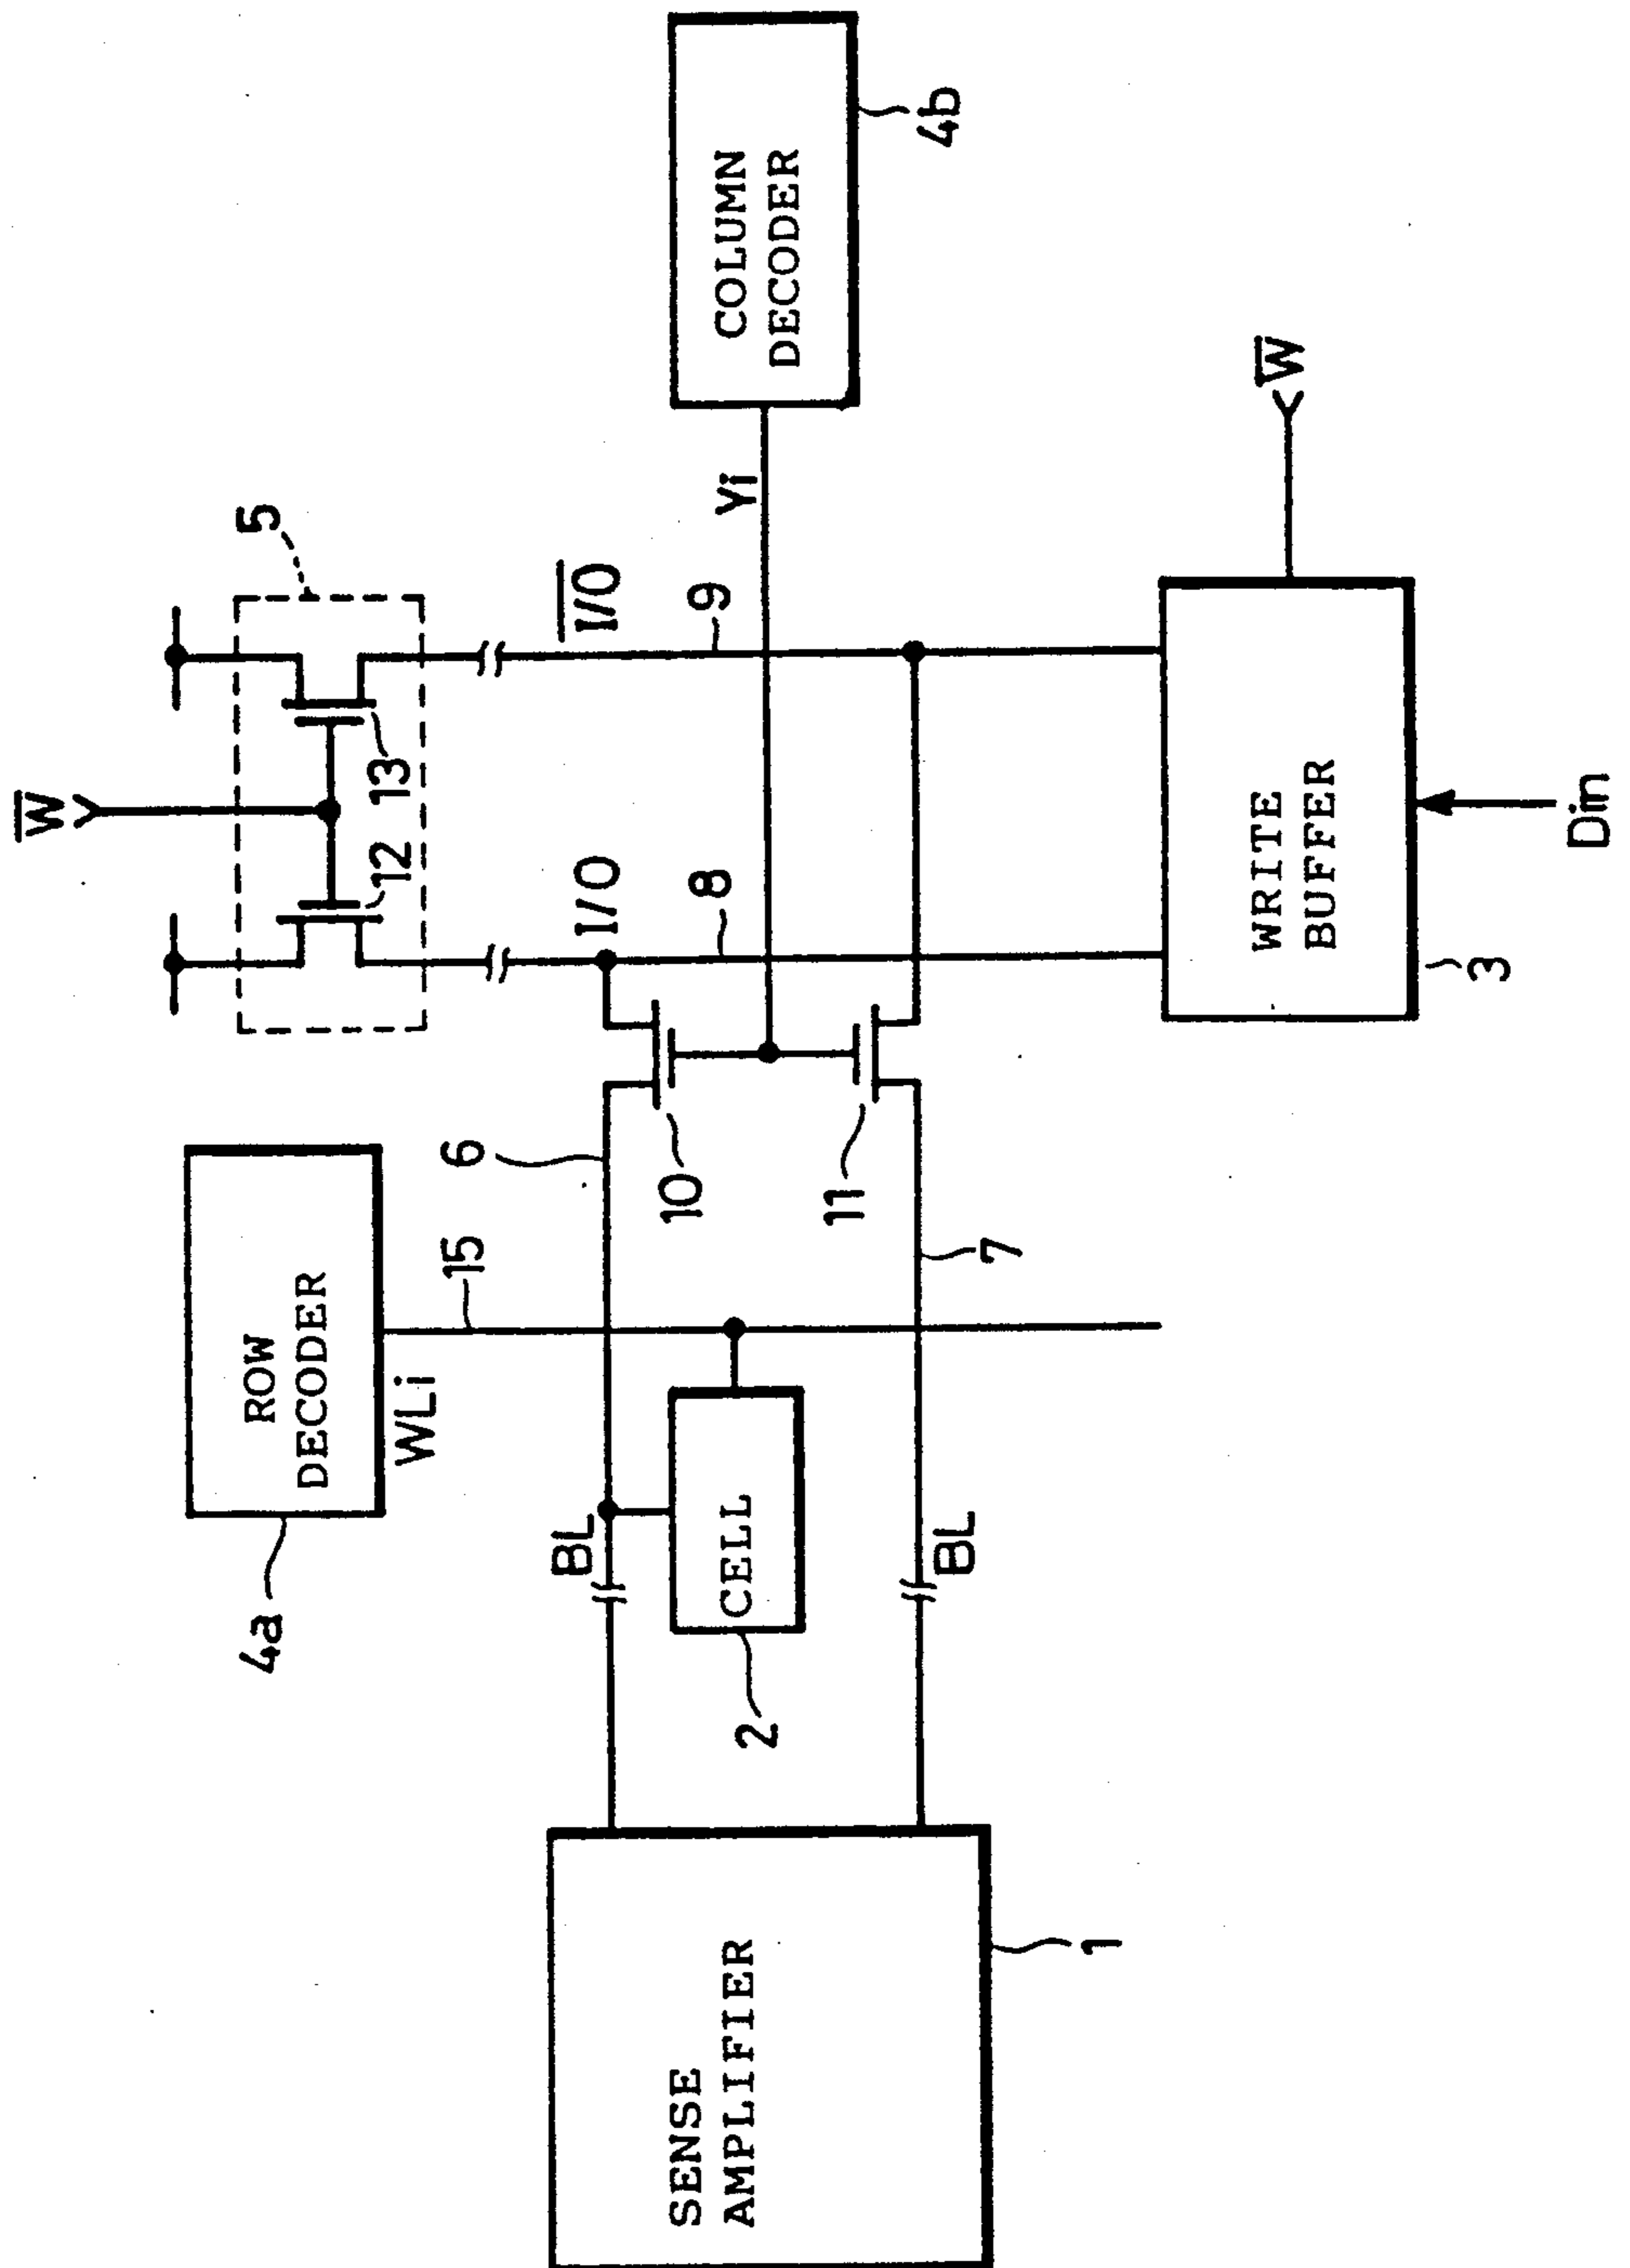 W̅
5
4a
ROW
DECODER
12
13
WLi
15
6
BL
I/O
I̅/̅O̅
10
8
9
Yi
COLUMN
DECODER
4b
SENSE
AMPLIFIER
CELL
2
11
BL
7
1
WRITE
BUFFER
W̅
3
Din